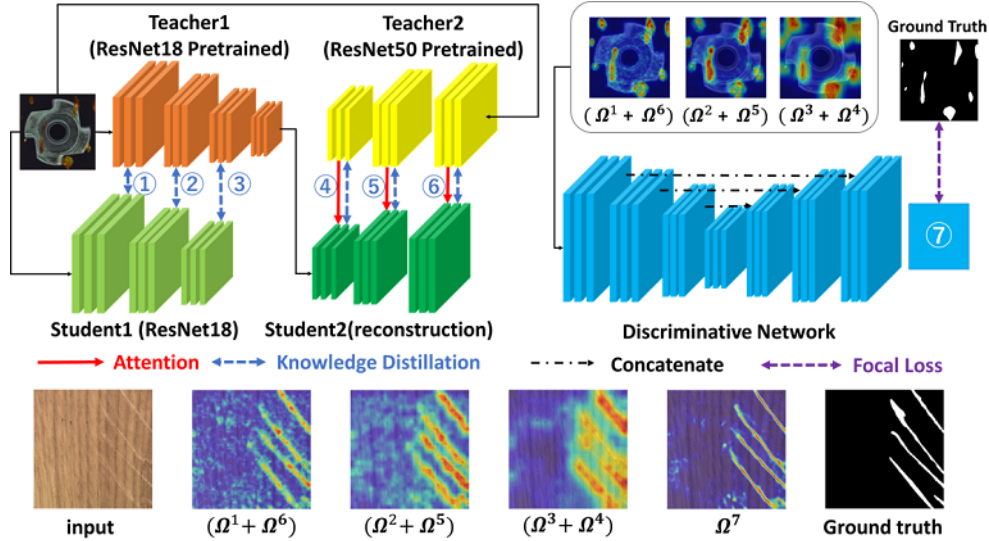 Teacher1
(ResNet18 Pretrained)
Teacher2
(ResNet50 Pretrained)
Ground Truth
(Ω¹ + Ω⁶) (Ω² + Ω⁵) (Ω³ + Ω⁴)
① ② ③ ④ ⑤ ⑥
⑦
Student1 (ResNet18)
Student2(reconstruction)
Discriminative Network
Attention
Knowledge Distillation
Concatenate
Focal Loss
input
(Ω¹+ Ω⁶)
(Ω²+ Ω⁵)
(Ω³+ Ω⁴)
Ω⁷
Ground truth